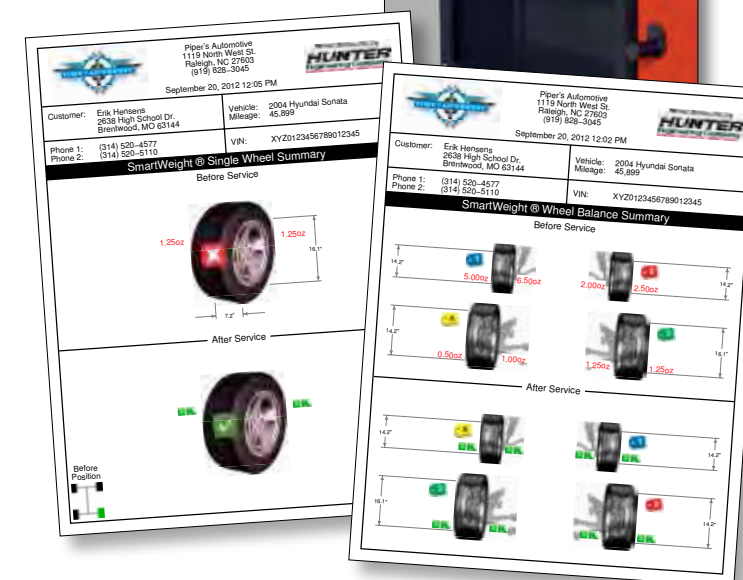 Piper's Automotive
1119 North West St.
Raleigh, NC 27603
(919) 828–3045
HUNTER
September 20, 2012 12:05 PM
Customer: Erik Hensens
2638 High School Dr.
Brentwood, MO 63144
Vehicle: 2004 Hyundai Sonata
Mileage: 45,899
Phone 1: (314) 520–4577
Phone 2: (314) 520–5110
VIN: XYZ0123456789012345
SmartWeight ® Single Wheel Summary
Before Service
1.25oz
1.25oz
16.1"
7.2"
After Service
Before
Position
Piper's Automotive
1119 North West St.
Raleigh, NC 27603
(919) 828–3045
HUNTER
September 20, 2012 12:02 PM
Customer: Erik Hensens
2638 High School Dr.
Brentwood, MO 63144
Vehicle: 2004 Hyundai Sonata
Mileage: 45,899
Phone 1: (314) 520–4577
Phone 2: (314) 520–5110
VIN: XYZ0123456789012345
SmartWeight ® Wheel Balance Summary
Before Service
14.2"
5.00oz 6.50oz
2.00oz 2.50oz
14.2"
14.2"
0.50oz 1.00oz
1.25oz 1.25oz
16.1"
After Service
14.2"
14.2"
16.1"
14.2"